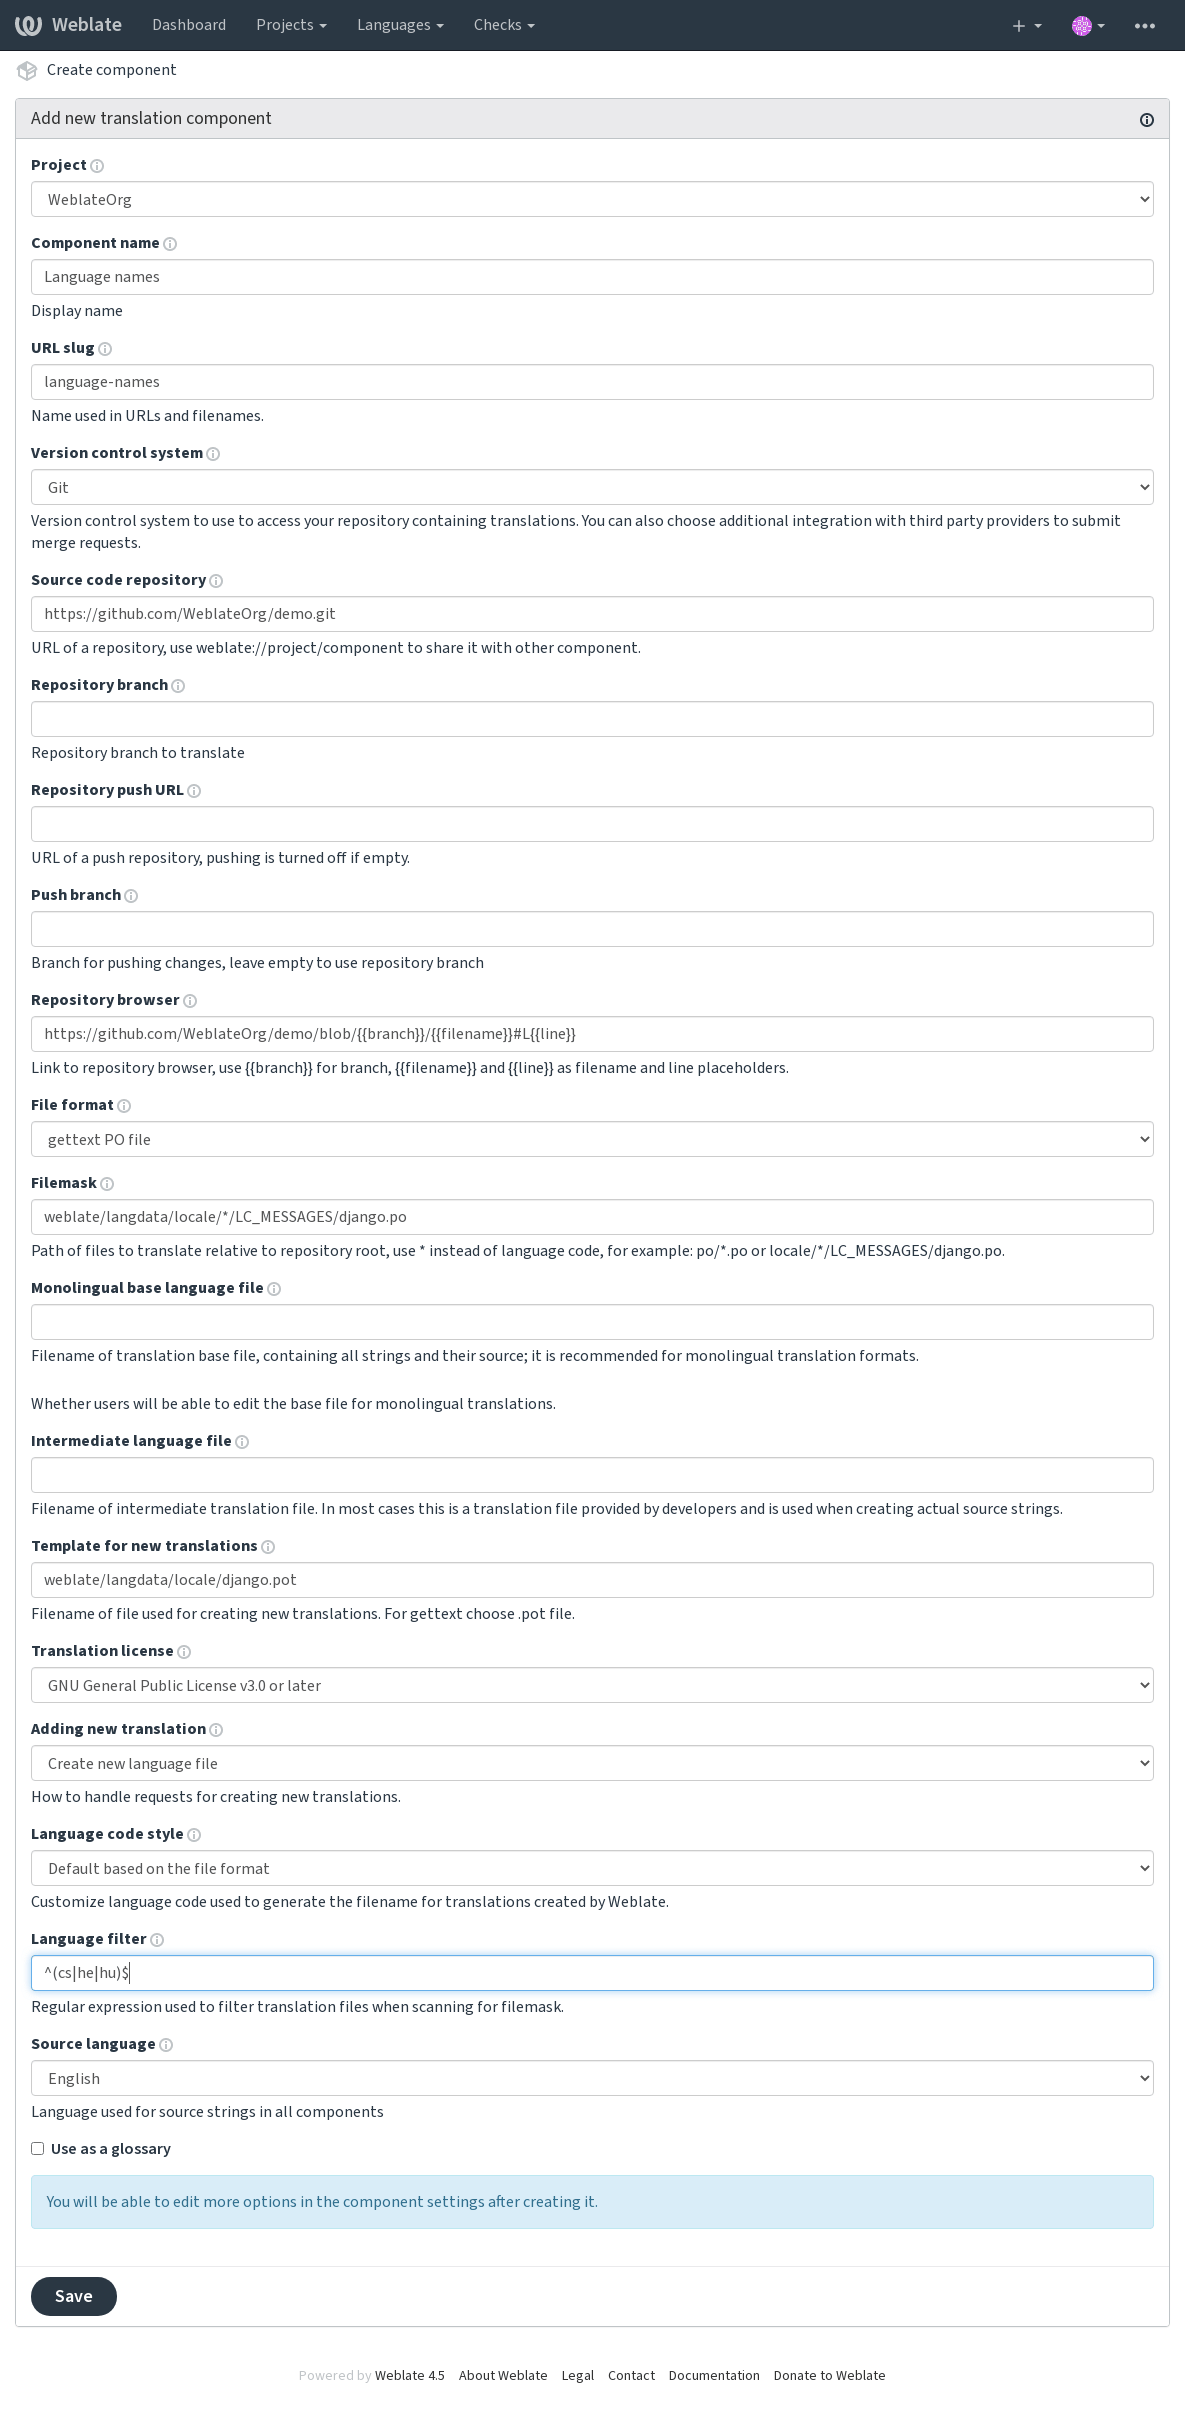 Weblate Dashboard Projects Languages Checks
Create component
Add new translation component
Project
WeblateOrg
Component name
Language names
Display name
URL slug
language-names
Name used in URLs and filenames.
Version control system
Git
Version control system to use to access your repository containing translations. You can also choose additional integration with third party providers to submit
merge requests.
Source code repository
https://github.com/WeblateOrg/demo.git
URL of a repository, use weblate://project/component to share it with other component.
Repository branch
Repository branch to translate
Repository push URL
URL of a push repository, pushing is turned off if empty.
Push branch
Branch for pushing changes, leave empty to use repository branch
Repository browser
https://github.com/WeblateOrg/demo/blob/{{branch}}/{{filename}}#L{{line}}
Link to repository browser, use {{branch}} for branch, {{filename}} and {{line}} as filename and line placeholders.
File format
gettext PO file
Filemask
weblate/langdata/locale/*/LC_MESSAGES/django.po
Path of files to translate relative to repository root, use * instead of language code, for example: po/*.po or locale/*/LC_MESSAGES/django.po.
Monolingual base language file
Filename of translation base file, containing all strings and their source; it is recommended for monolingual translation formats.
Whether users will be able to edit the base file for monolingual translations.
Intermediate language file
Filename of intermediate translation file. In most cases this is a translation file provided by developers and is used when creating actual source strings.
Template for new translations
weblate/langdata/locale/django.pot
Filename of file used for creating new translations. For gettext choose .pot file.
Translation license
GNU General Public License v3.0 or later
Adding new translation
Create new language file
How to handle requests for creating new translations.
Language code style
Default based on the file format
Customize language code used to generate the filename for translations created by Weblate.
Language filter
^(cs|he|hu)$
Regular expression used to filter translation files when scanning for filemask.
Source language
English
Language used for source strings in all components
Use as a glossary
You will be able to edit more options in the component settings after creating it.
Save
Powered by Weblate 4.5 About Weblate Legal Contact Documentation Donate to Weblate